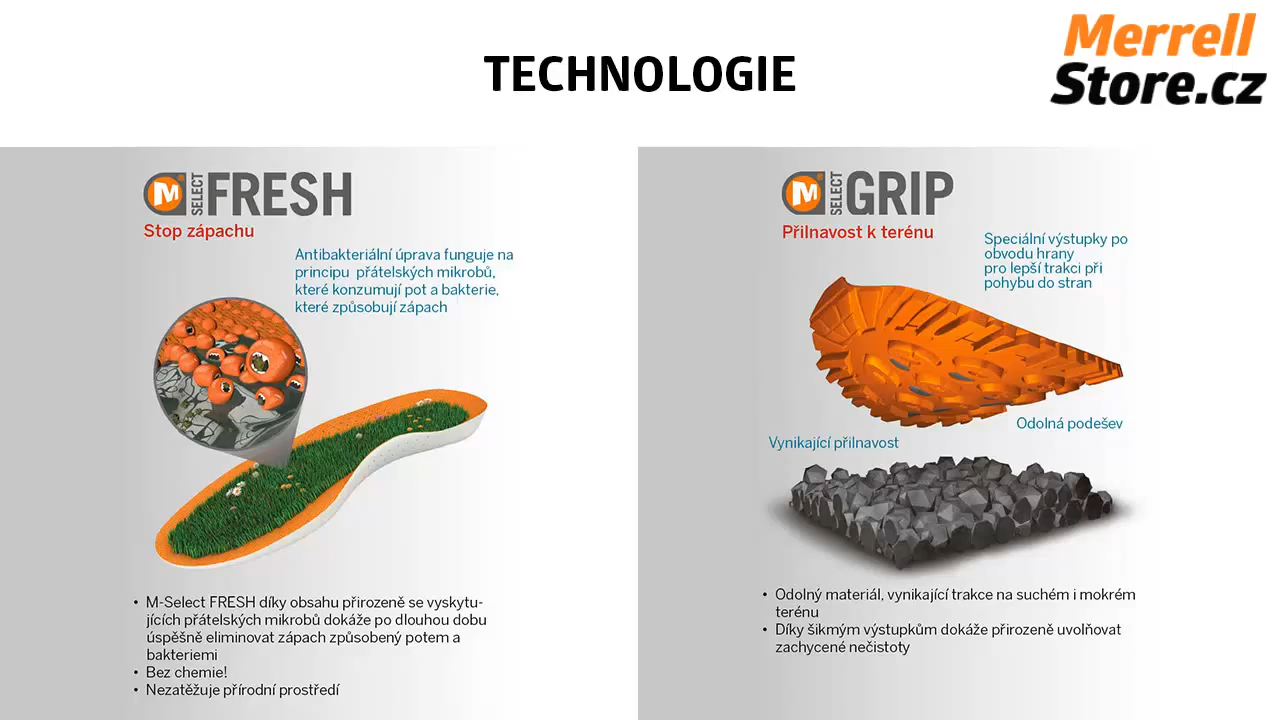 TECHNOLOGIE
Merrell
Store.cz
M SELECT FRESH
Stop zápachu
Antibakteriální úprava funguje na
principu přátelských mikrobů,
které konzumují pot a bakterie,
které způsobují zápach
• M-Select FRESH díky obsahu přirozeně se vyskytu-
jících přátelských mikrobů dokáže po dlouhou dobu
úspěšně eliminovat zápach způsobený potem a
bakteriemi
• Bez chemie!
• Nezatěžuje přírodní prostředí
M SELECT GRIP
Přilnavost k terénu
Speciální výstupky po
obvodu hrany
pro lepší trakci při
pohybu do stran
Odolná podešev
Vynikající přilnavost
• Odolný materiál, vynikající trakce na suchém i mokrém
terénu
• Díky šikmým výstupkům dokáže přirozeně uvolňovat
zachycené nečistoty